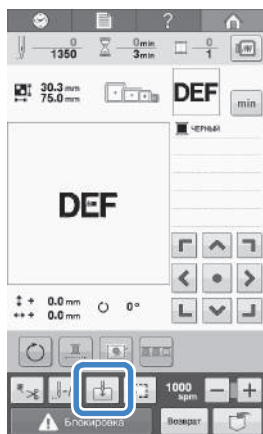 ?
0 0min 0
1350 3min 1
30.3 mm
75.0 mm
DEF
min
ЧЕРНЫЙ
DEF
+ 0.0 mm
+ 0.0 mm 0°
1000
spm
- +
Блокировка
Возврат